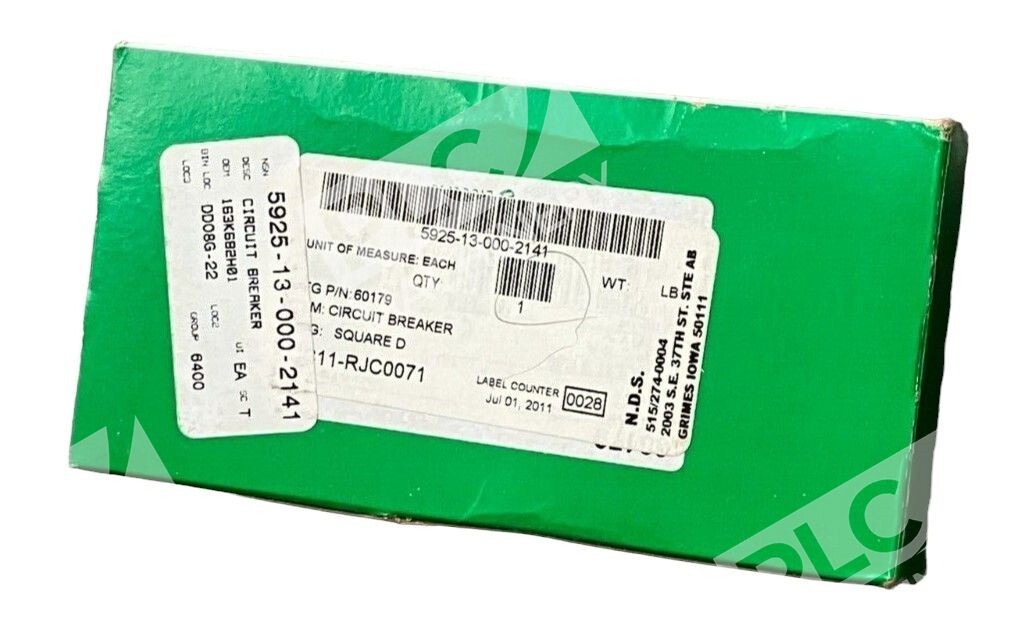 NSN 5925-13-000-2141
DESC CIRCUIT BREAKER UI EA SC T
OEM 163K682H01 LOC2
BIN LOC DD08G-22 GROUP 6400
LOC3
5925-13-000-2141
UNIT OF MEASURE: EACH
QTY: 1 WT: LB
P/N: 60179
CIRCUIT BREAKER
SQUARE D
11-RJC0071
LABEL COUNTER 0028
Jul 01, 2011
N.D.S.
515/274-0004
2003 S.E. 37TH ST. STE AB
GRIMES IOWA 50111
PLC